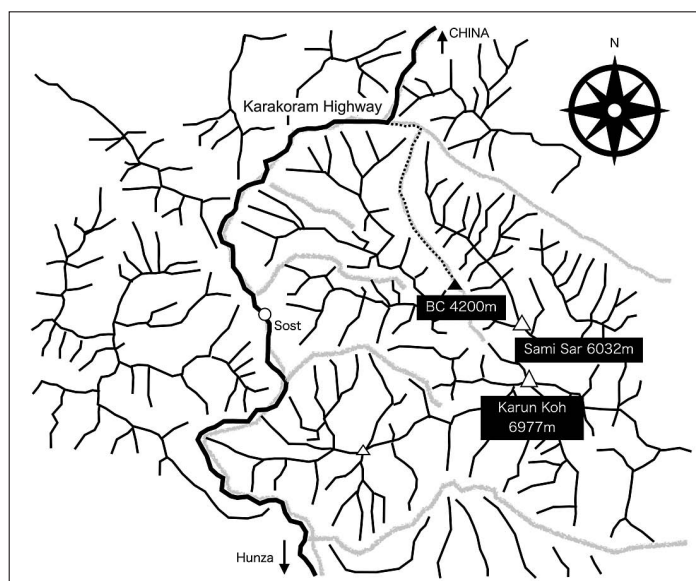 CHINA
N
Karakoram Highway
BC 4200m
Sost
Sami Sar 6032m
Karun Koh
6977m
Hunza